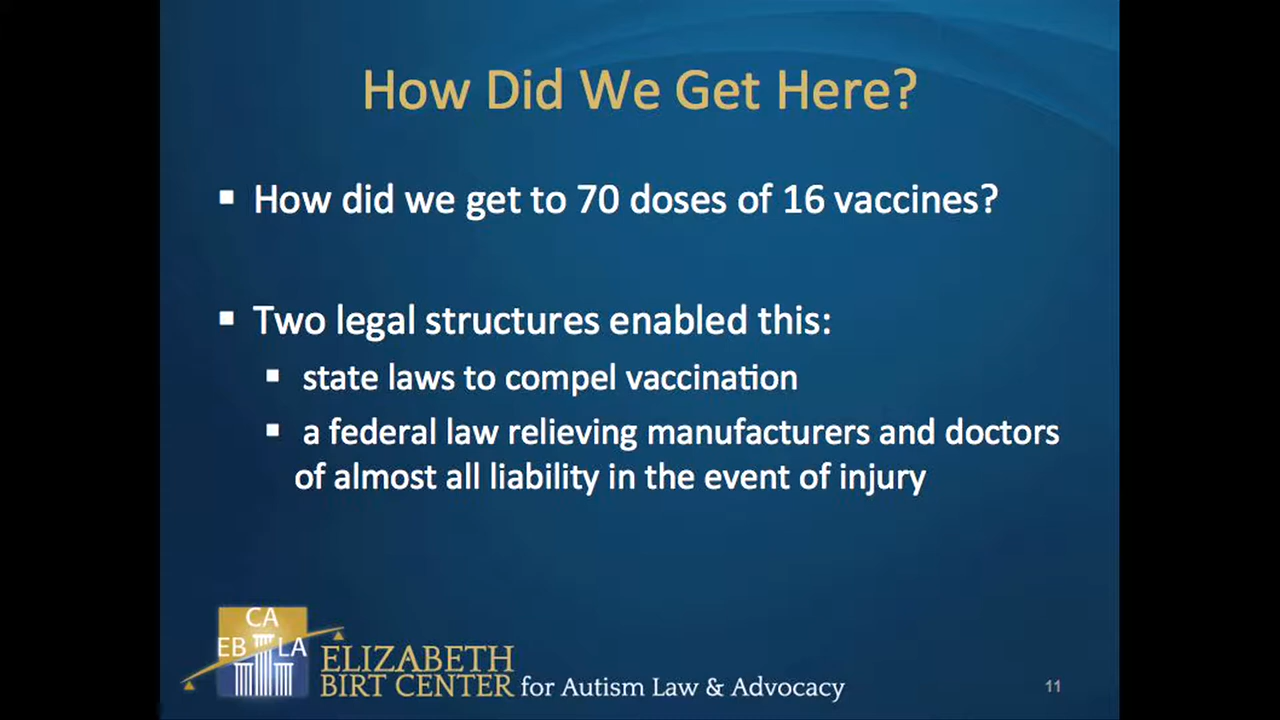 How Did We Get Here?
▪ How did we get to 70 doses of 16 vaccines?
▪ Two legal structures enabled this:
▪ state laws to compel vaccination
▪ a federal law relieving manufacturers and doctors
of almost all liability in the event of injury
CA
EB LA
ELIZABETH
BIRT CENTER for Autism Law & Advocacy
11